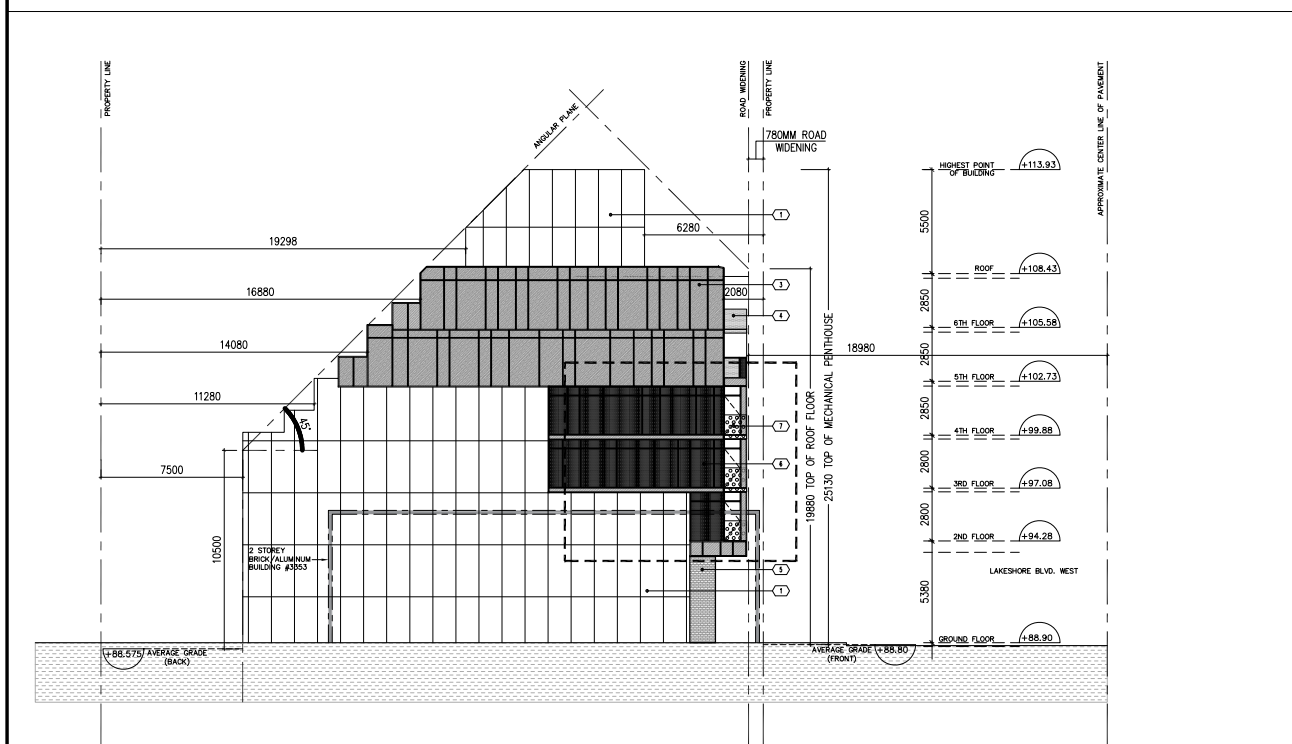 PROPERTY LINE
ANGULAR PLANE
ROAD WIDENING
PROPERTY LINE
APPROXIMATE CENTER LINE OF PAVEMENT
780MM ROAD
WIDENING
HIGHEST POINT
OF BUILDING
+113.93
1
5500
6280
19298
ROOF
+108.43
3
16880
2080
2850
4
6TH FLOOR
+105.58
14080
18980
2850
5TH FLOOR
+102.73
11280
45°
2850
7
4TH FLOOR
+99.88
7500
6
2800
3RD FLOOR
+97.08
19880 TOP OF ROOF FLOOR
25130 TOP OF MECHANICAL PENTHOUSE
2800
10500
2ND FLOOR
+94.28
2 STOREY
BRICK/ALUMINUM
BUILDING #3353
5
LAKESHORE BLVD. WEST
1
5380
GROUND FLOOR
+88.90
+88.575
AVERAGE GRADE
(BACK)
AVERAGE GRADE
(FRONT)
+88.80